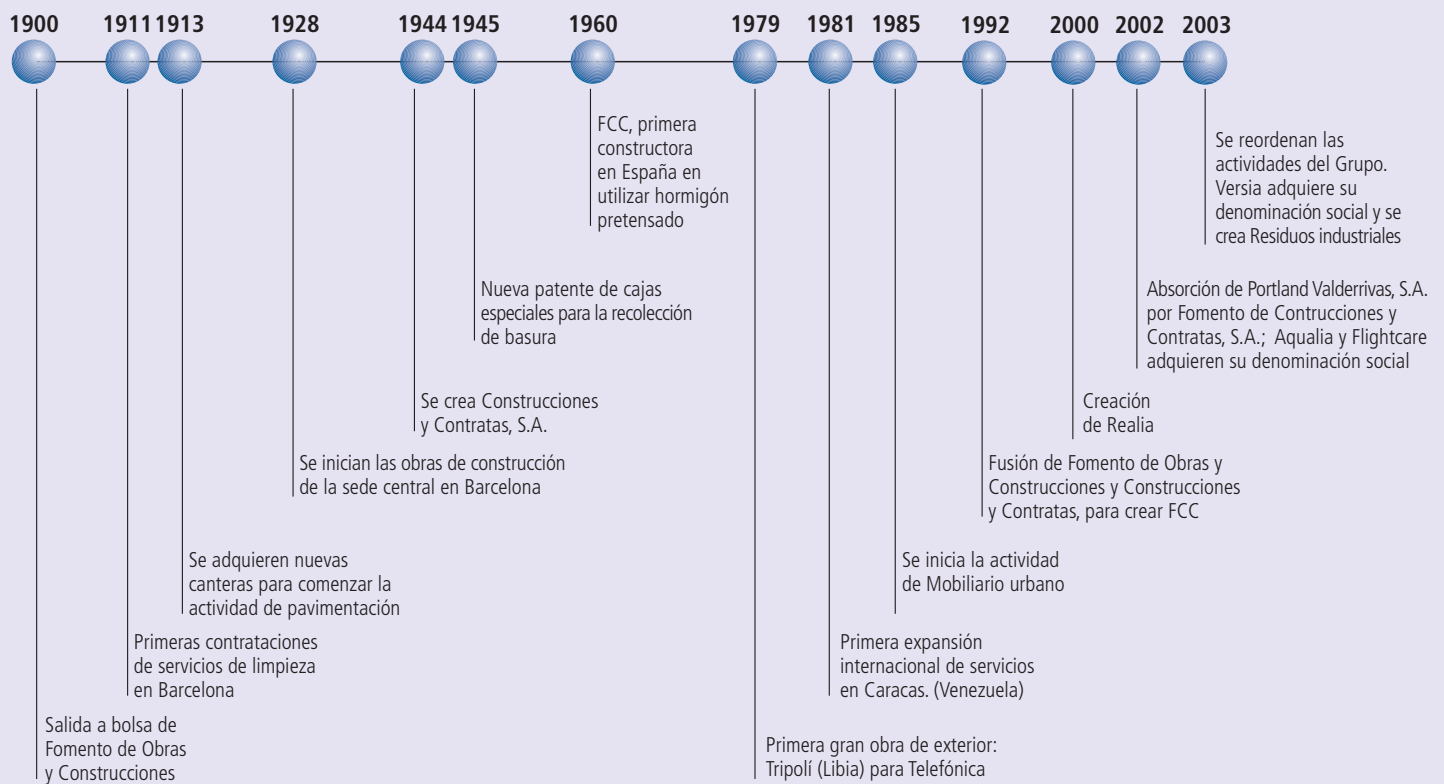 1900
1911
1913
1928
1944
1945
1960
1979
1981
1985
1992
2000
2002
2003
Salida a bolsa de
Fomento de Obras
y Construcciones
Primeras contrataciones
de servicios de limpieza
en Barcelona
Se adquieren nuevas
canteras para comenzar la
actividad de pavimentación
Se inician las obras de construcción
de la sede central en Barcelona
Se crea Construcciones
y Contratas, S.A.
Nueva patente de cajas
especiales para la recolección
de basura
FCC, primera
constructora
en España en
utilizar hormigón
pretensado
Primera gran obra de exterior:
Tripolí (Libia) para Telefónica
Primera expansión
internacional de servicios
en Caracas. (Venezuela)
Se inicia la actividad
de Mobiliario urbano
Fusión de Fomento de Obras y
Construcciones y Construcciones
y Contratas, para crear FCC
Creación
de Realia
Absorción de Portland Valderrivas, S.A.
por Fomento de Contrucciones y
Contratas, S.A.; Aqualia y Flightcare
adquieren su denominación social
Se reordenan las
actividades del Grupo.
Versia adquiere su
denominación social y se
crea Residuos industriales